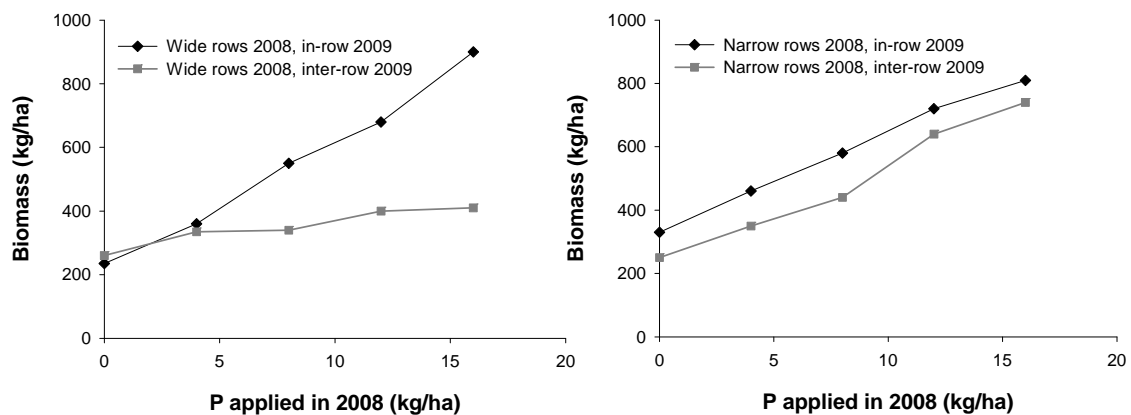 1000
800
600
400
200
0
Biomass (kg/ha)
Wide rows 2008, in-row 2009
Wide rows 2008, inter-row 2009
0 5 10 15 20
P applied in 2008 (kg/ha)
1000
800
600
400
200
0
Biomass (kg/ha)
Narrow rows 2008, in-row 2009
Narrow rows 2008, inter-row 2009
0 5 10 15 20
P applied in 2008 (kg/ha)